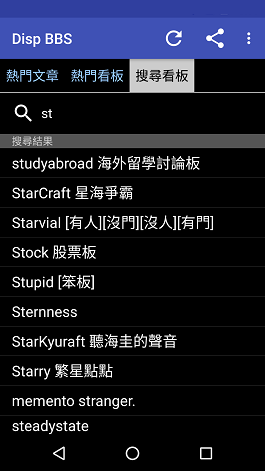 Disp BBS
熱門文章 熱門看板 搜尋看板
st
搜尋結果
studyabroad 海外留學討論板
StarCraft 星海爭霸
Starvial [有人][沒門][沒人][有門]
Stock 股票板
Stupid [笨板]
Sternness
StarKyuraft 聽海圭的聲音
Starry 繁星點點
memento stranger.
steadystate